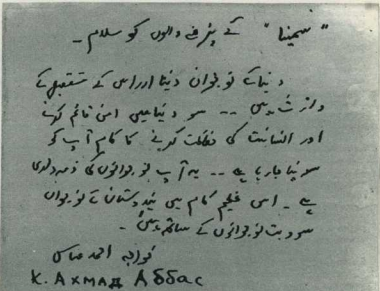 "سمینا" کے پڑھنے والوں کو سلام ۔
دنیا کے نوجوان دنیا اور اس کے مستقبل کے
وارث ہیں -- سو دنیا میں امن قائم کرنے
اور انسانیت کی حفاظت کرنے کا کام آپ کو
سونپا جا رہا ہے -- یہ آپ نوجوانوں کی ذمہ داری
ہے ۔ اس عظیم کام میں ہندوستان کے نوجوان
سوویت نوجوانوں کے ساتھ ہیں ۔
خواجہ احمد عباس
К. Ахмад Аббас